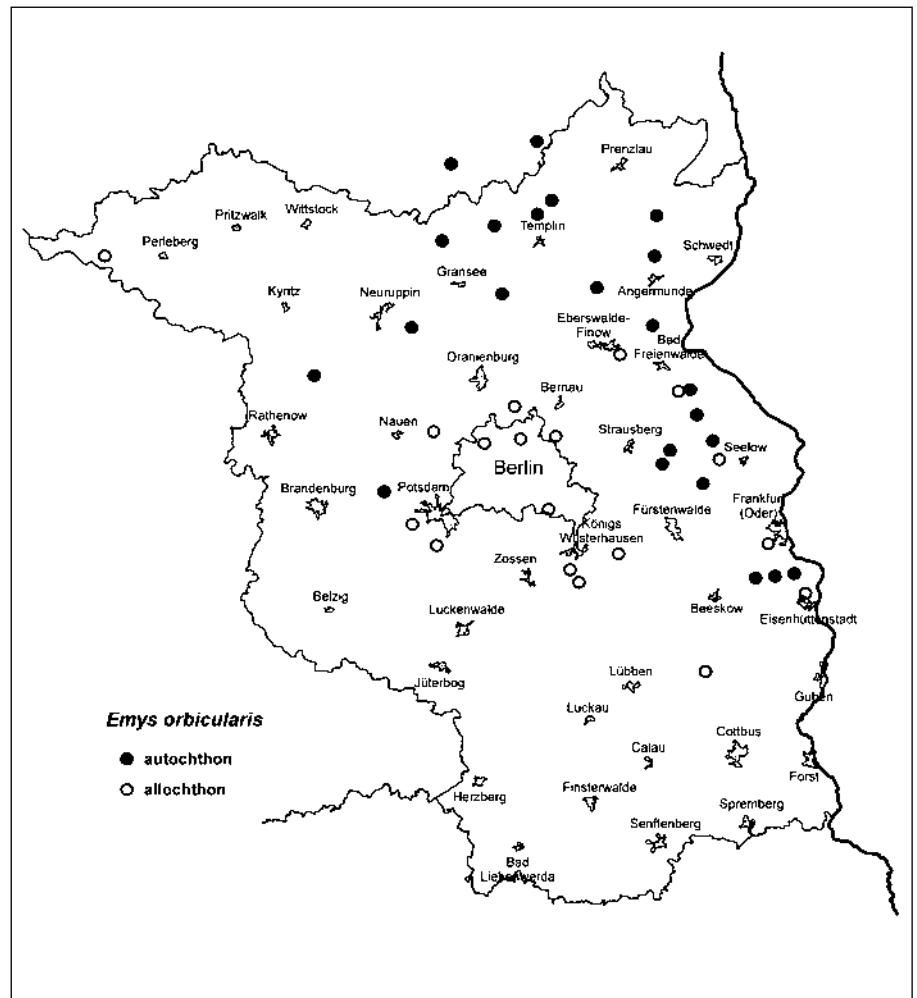 Prenzlau
Pritzwalk
Wittstock
Perleberg
Templin
Schwedt
Gransee
Kyritz
Neuruppin
Angermünde
Eberswalde-
Finow
Bad
Freienwalde
Oranienburg
Bernau
Rathenow
Nauen
Strausberg
Seelow
Berlin
Brandenburg
Potsdam
Fürstenwalde
Frankfur
(Oder)
Königs
Wusterhausen
Zossen
Belzig
Beeskow
Eisenhüttenstadt
Luckenwalde
Jüterbog
Lübben
Guben
Luckau
Emys orbicularis
autochthon
allochthon
Calau
Cottbus
Forst
Herzberg
Finsterwalde
Spremberg
Senftenberg
Bad
Liebenwerda